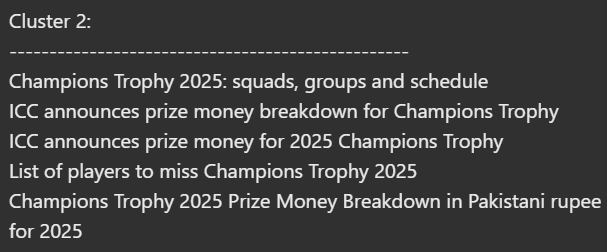 Cluster 2:
--------------------------------------------------
Champions Trophy 2025: squads, groups and schedule
ICC announces prize money breakdown for Champions Trophy
ICC announces prize money for 2025 Champions Trophy
List of players to miss Champions Trophy 2025
Champions Trophy 2025 Prize Money Breakdown in Pakistani rupee
for 2025